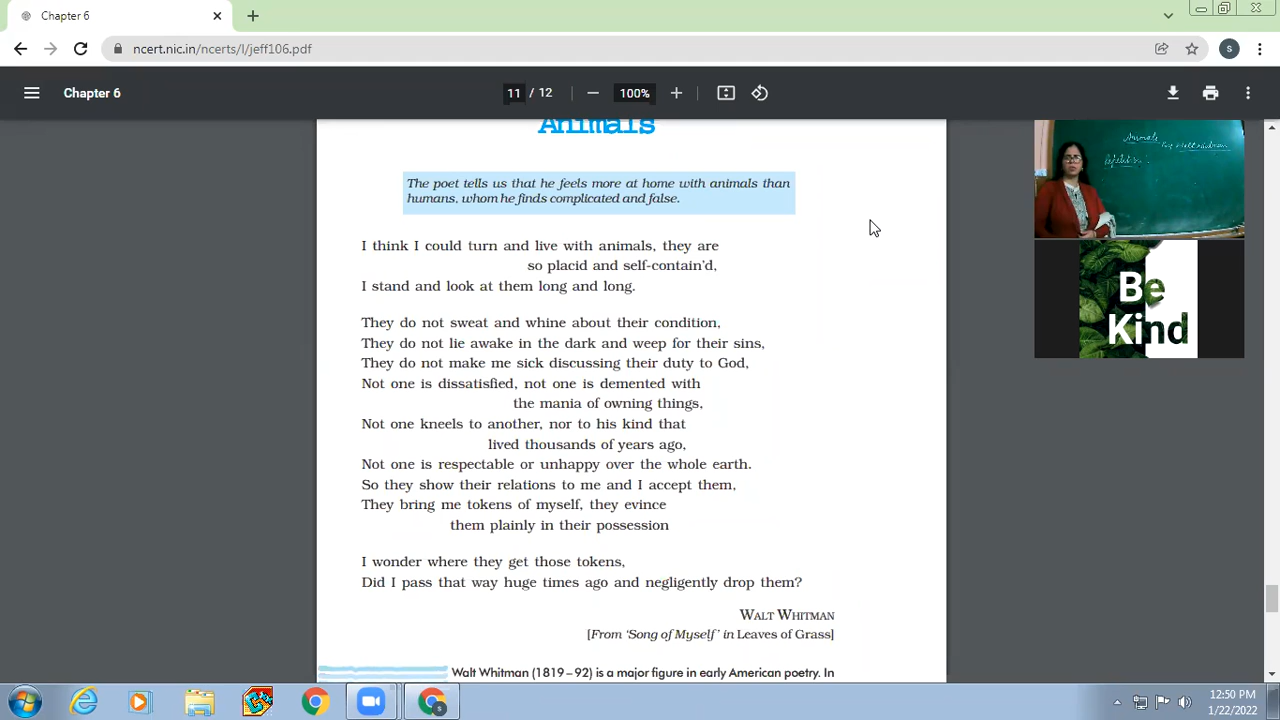 Chapter 6
ncert.nic.in/ncerts/l/jeff106.pdf
s
Chapter 6
11 / 12
100%
Animals
The poet tells us that he feels more at home with animals than
humans, whom he finds complicated and false.
I think I could turn and live with animals, they are
so placid and self-contain'd,
I stand and look at them long and long.
They do not sweat and whine about their condition,
They do not lie awake in the dark and weep for their sins,
They do not make me sick discussing their duty to God,
Not one is dissatisfied, not one is demented with
the mania of owning things,
Not one kneels to another, nor to his kind that
lived thousands of years ago,
Not one is respectable or unhappy over the whole earth.
So they show their relations to me and I accept them,
They bring me tokens of myself, they evince
them plainly in their possession
I wonder where they get those tokens,
Did I pass that way huge times ago and negligently drop them?
WALT WHITMAN
[From 'Song of Myself' in Leaves of Grass]
Walt Whitman (1819–92) is a major figure in early American poetry. In
Animals
by Walt Whitman
Be
Kind
12:50 PM
1/22/2022